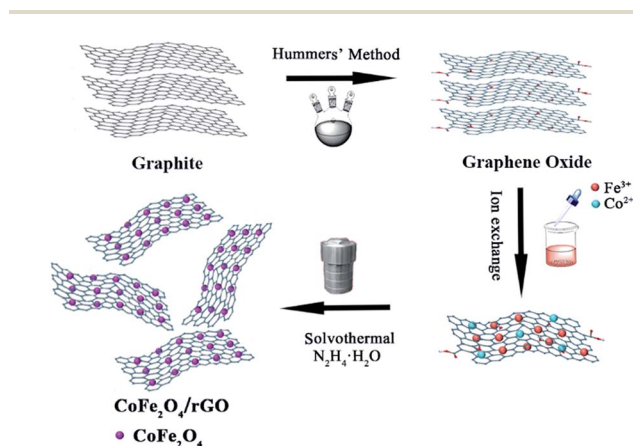 Hummers' Method
Graphite
Graphene Oxide
Ion exchange
Fe³⁺
Co²⁺
Solvothermal
N₂H₄·H₂O
CoFe₂O₄/rGO
CoFe₂O₄